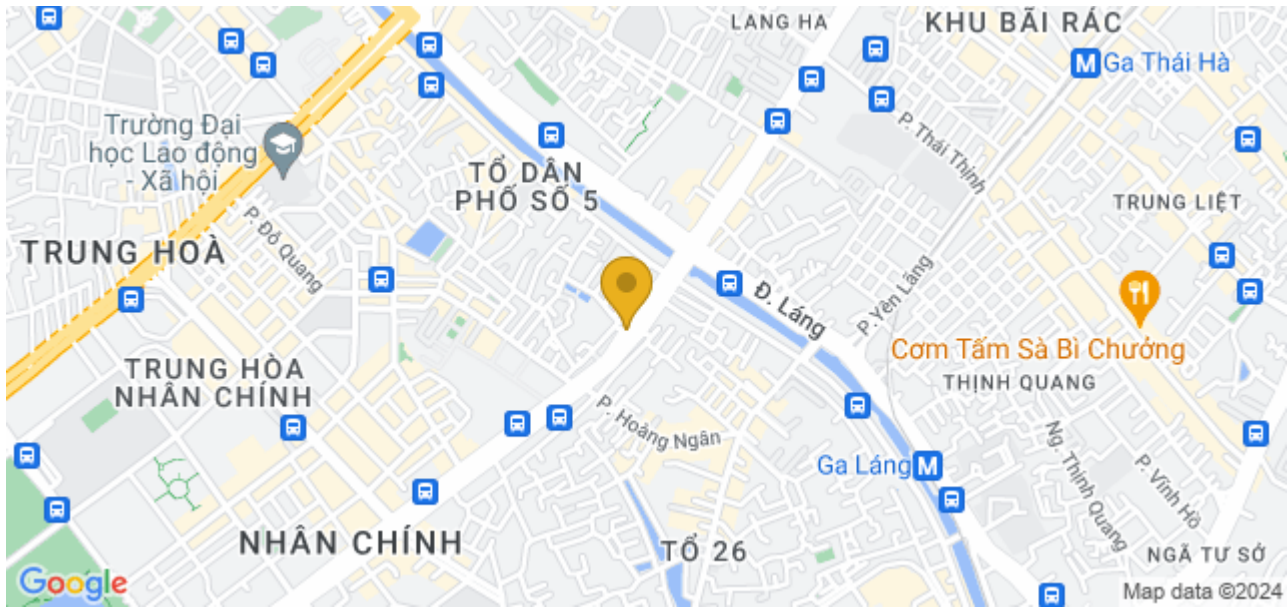 LANG HA
KHU BÃI RÁC
Ga Thái Hà
P. Thái Thịnh
Trường Đại
học Lao động
- Xã hội
TỔ DÂN
PHỐ SỐ 5
TRUNG LIỆT
P. Đỗ Quang
TRUNG HOÀ
Đ. Láng
P. Yên Lãng
Cơm Tấm Sà Bì Chưởng
TRUNG HÒA
NHÂN CHÍNH
THỊNH QUANG
P. Hoàng Ngân
Ng. Thịnh Quang
P. Vĩnh Hồ
Ga Láng
NHÂN CHÍNH
TỔ 26
NGÃ TƯ SỞ
Google
Map data ©2024